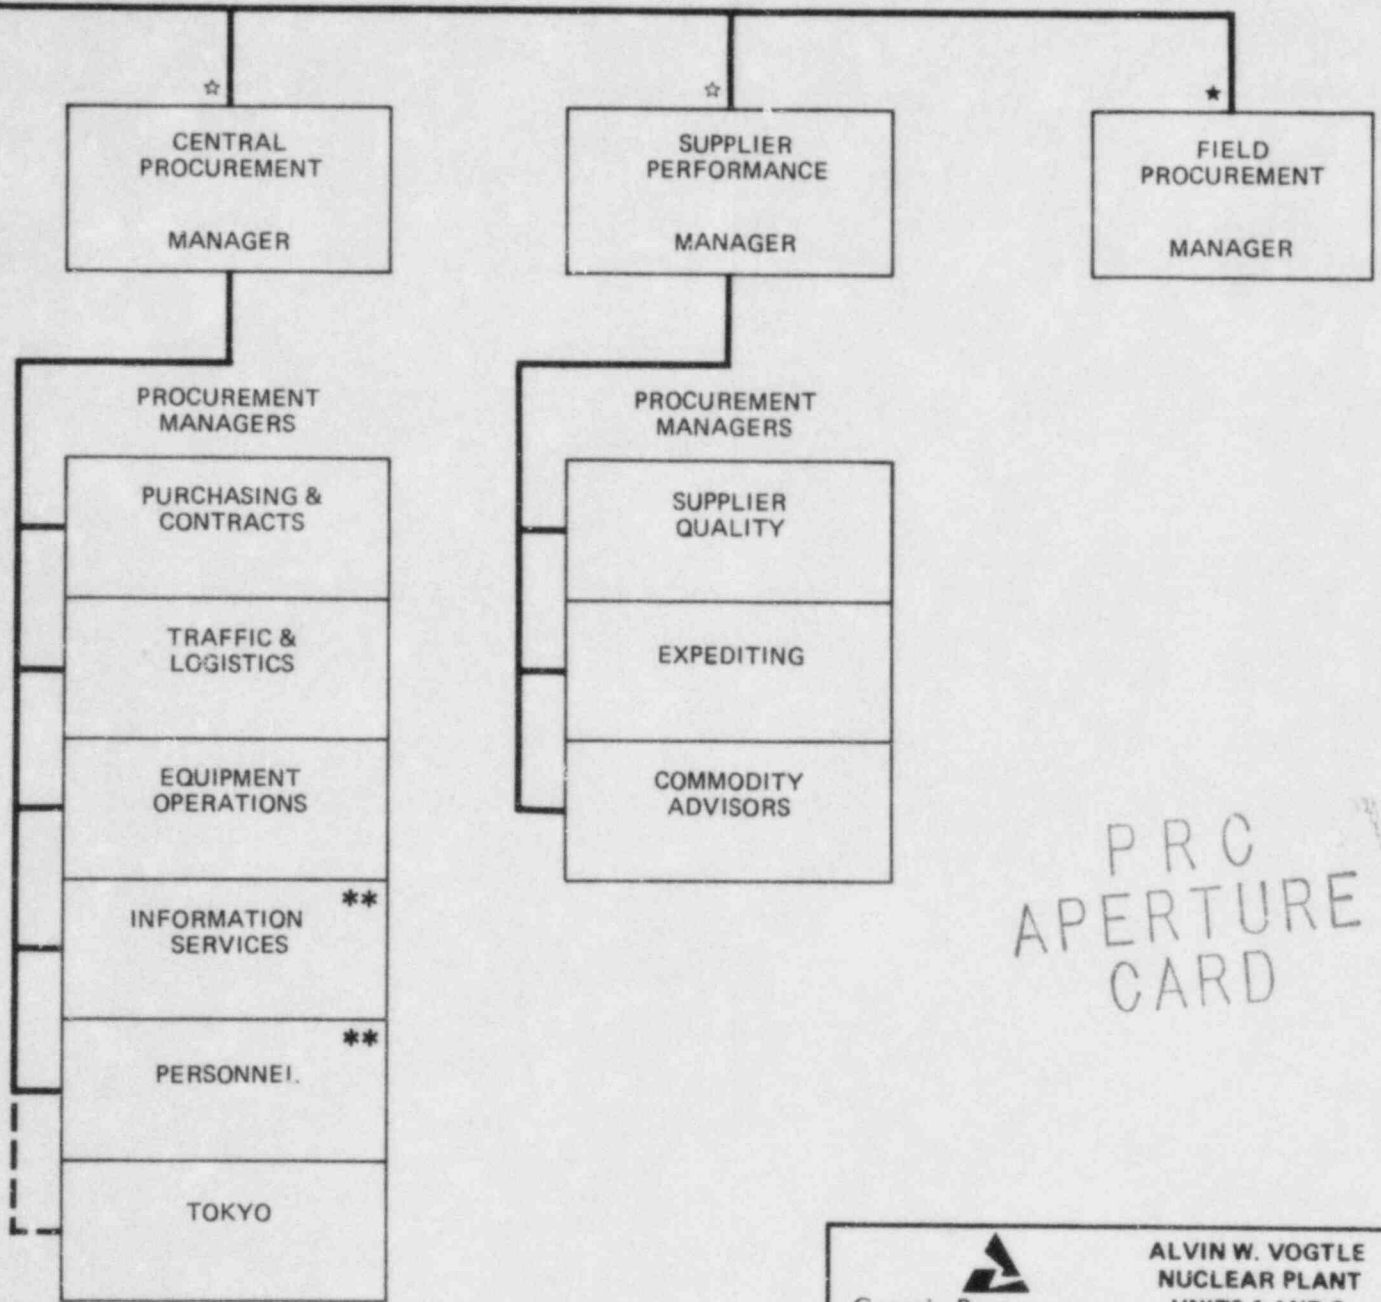 ☆
CENTRAL
PROCUREMENT
MANAGER
☆
SUPPLIER
PERFORMANCE
MANAGER
★
FIELD
PROCUREMENT
MANAGER
PROCUREMENT
MANAGERS
PURCHASING &
CONTRACTS
TRAFFIC &
LOGISTICS
EQUIPMENT
OPERATIONS
**
INFORMATION
SERVICES
**
PERSONNEL
TOKYO
PROCUREMENT
MANAGERS
SUPPLIER
QUALITY
EXPEDITING
COMMODITY
ADVISORS
PRC
APERTURE
CARD
ALVIN W. VOGTLE
NUCLEAR PLANT